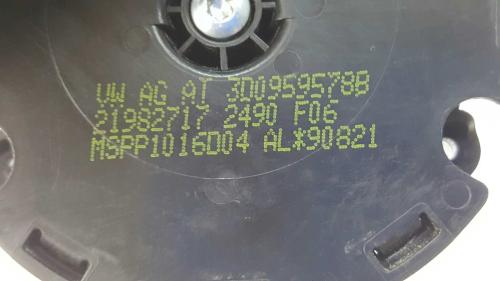 VW AG AT 3D0959578B
21982717 2490 F06
MSPP1016D04 AL*90821